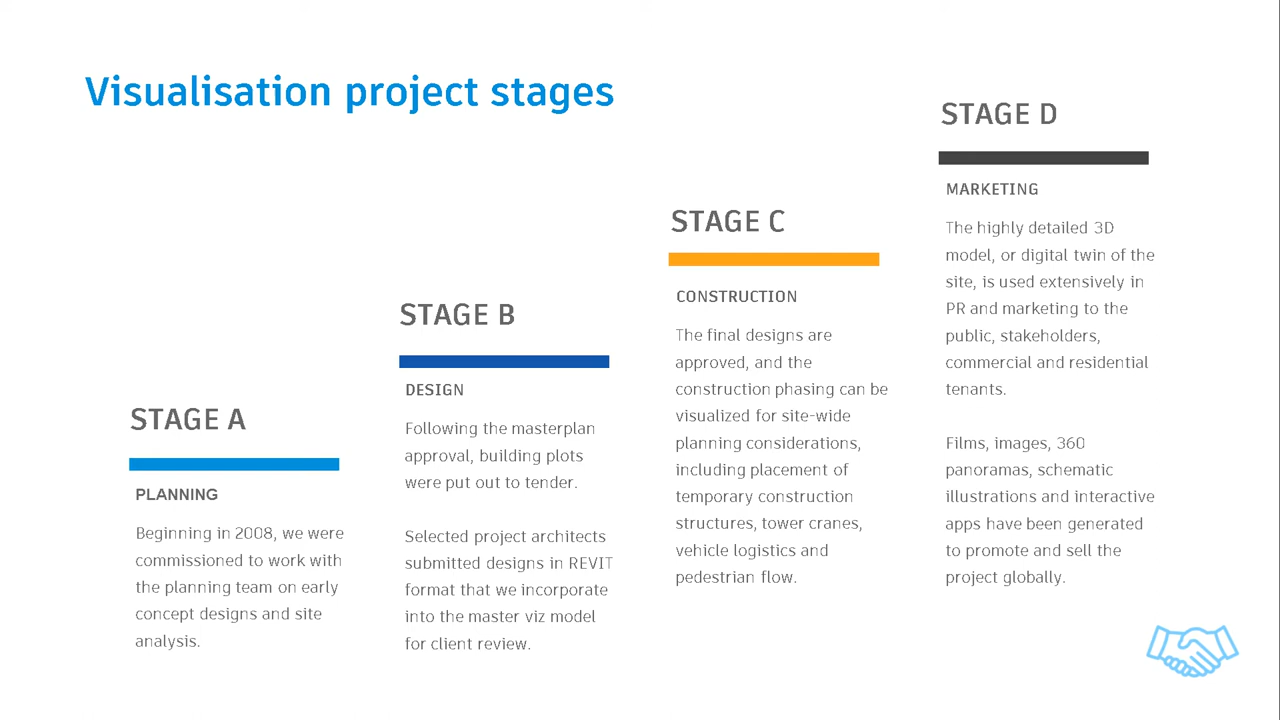 Visualisation project stages
STAGE A
PLANNING
Beginning in 2008, we were
commissioned to work with
the planning team on early
concept designs and site
analysis.
STAGE B
DESIGN
Following the masterplan
approval, building plots
were put out to tender.
Selected project architects
submitted designs in REVIT
format that we incorporate
into the master viz model
for client review.
STAGE C
CONSTRUCTION
The final designs are
approved, and the
construction phasing can be
visualized for site-wide
planning considerations,
including placement of
temporary construction
structures, tower cranes,
vehicle logistics and
pedestrian flow.
STAGE D
MARKETING
The highly detailed 3D
model, or digital twin of the
site, is used extensively in
PR and marketing to the
public, stakeholders,
commercial and residential
tenants.
Films, images, 360
panoramas, schematic
illustrations and interactive
apps have been generated
to promote and sell the
project globally.